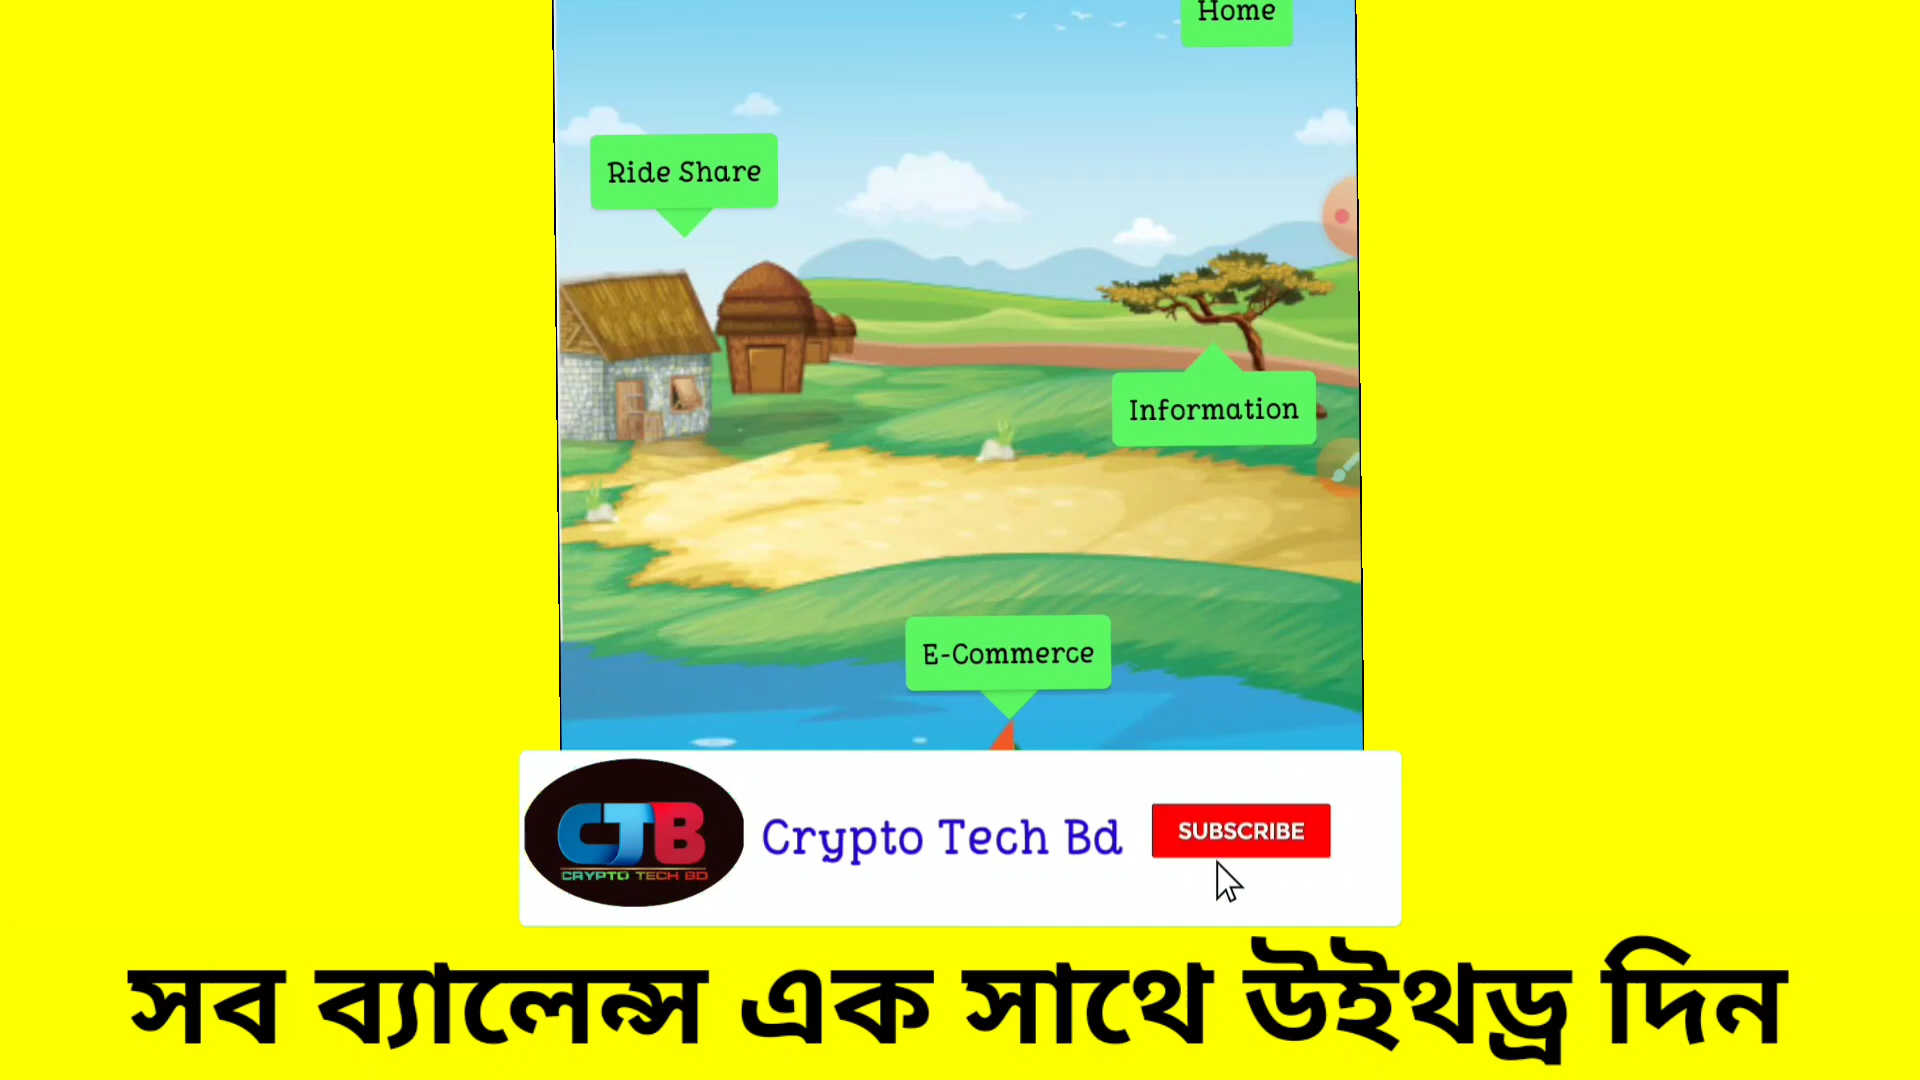 Home
Ride Share
Information
E-Commerce
CTB
CRYPTO TECH BD
Crypto Tech Bd
SUBSCRIBE
সব ব্যালেন্স এক সাথে উইথড্র দিন